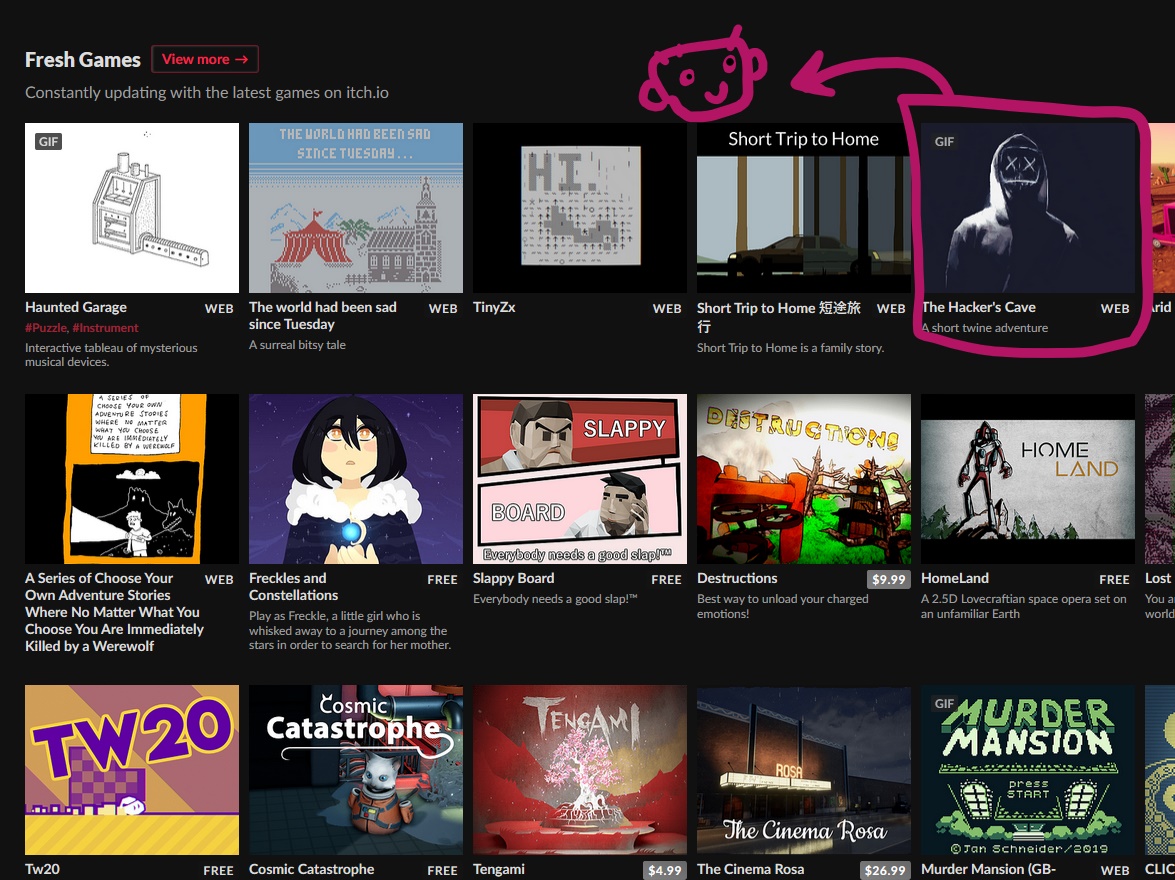 Fresh Games View more →
Constantly updating with the latest games on itch.io
GIF
THE WORLD HAD BEEN SAD
SINCE TUESDAY...
HI.
Short Trip to Home
GIF
Haunted Garage WEB
#Puzzle, #Instrument
Interactive tableau of mysterious
musical devices.
The world had been sad WEB
since Tuesday
A surreal bitsy tale
TinyZx WEB
Short Trip to Home 短途旅 WEB
行
Short Trip to Home is a family story.
The Hacker's Cave WEB
A short twine adventure
A SERIES OF
CHOOSE YOUR OWN
ADVENTURE STORIES
WHERE NO MATTER
WHAT YOU CHOOSE
YOU ARE IMMEDIATELY
KILLED BY A WEREWOLF
SLAPPY
BOARD
Everybody needs a good slap!™
DESTRUCTIONS
HOME
LAND
A Series of Choose Your WEB
Own Adventure Stories
Where No Matter What You
Choose You Are Immediately
Killed by a Werewolf
Freckles and FREE
Constellations
Play as Freckle, a little girl who is
whisked away to a journey among the
stars in order to search for her mother.
Slappy Board FREE
Everybody needs a good slap!™
Destructions $9.99
Best way to unload your charged
emotions!
HomeLand FREE
A 2.5D Lovecraftian space opera set on
an unfamiliar Earth
Lost
You a
world
TW20
Cosmic
Catastrophe
TENGAMI
ROSA
The Cinema Rosa
GIF
MURDER
MANSION
press
START
©Jan Schneider/2019
Tw20 FREE
Cosmic Catastrophe FREE
Tengami $4.99
The Cinema Rosa $26.99
Murder Mansion (GB- WEB
CLIC